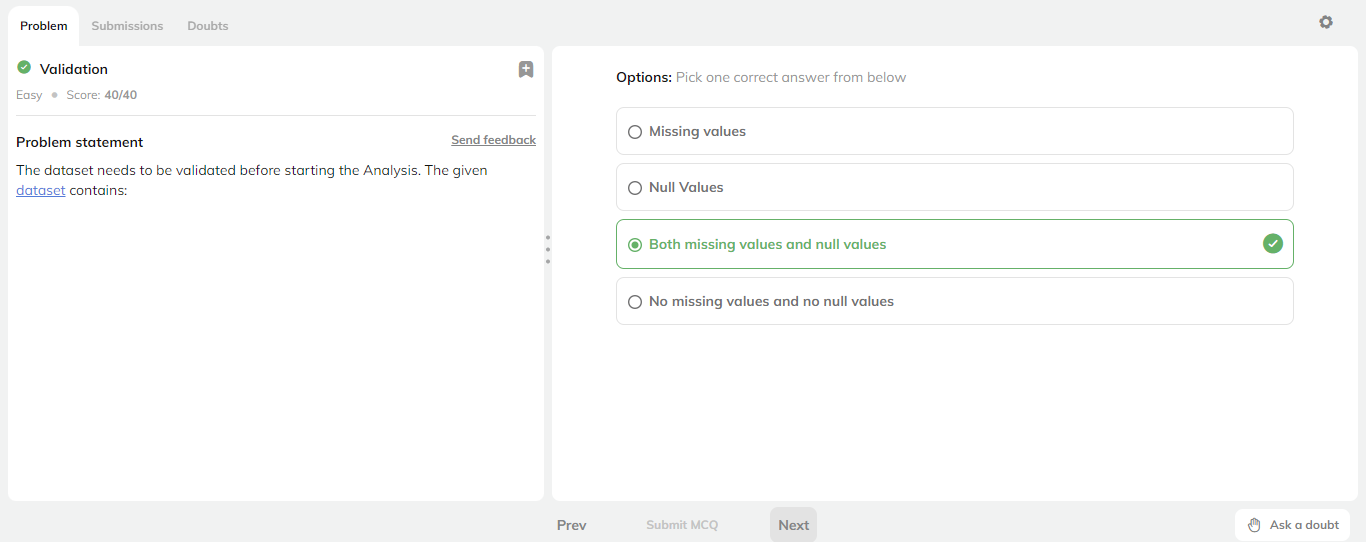 Problem
Submissions
Doubts
Validation
Easy
Score: 40/40
Problem statement
Send feedback
The dataset needs to be validated before starting the Analysis. The given
dataset contains:
Options: Pick one correct answer from below
Missing values
Null Values
Both missing values and null values
No missing values and no null values
Prev
Submit MCQ
Next
Ask a doubt